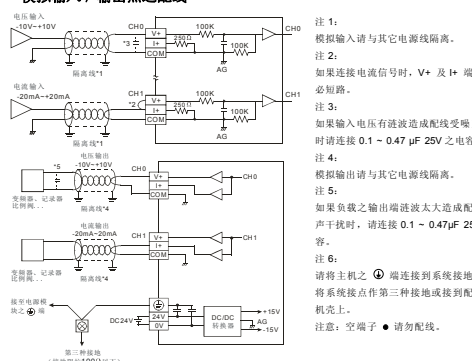 电压输入
-10V~+10V
CH0
V+
I+
COM
*3
250Ω
100K
100K
AG
CH0
隔离线*1
电流输入
-20mA~+20mA
CH1
*2
V+
I+
COM
250Ω
100K
100K
AG
CH1
隔离线*1
电压输出
-10V~+10V
*5
CH0
V+
I+
COM
CH0
变频器、记录器
比例阀...
隔离线*4
电流输出
-20mA~20mA
CH1
V+
I+
COM
CH1
变频器、记录器
比例阀...
隔离线*4
接至电源模
块之 端
DC24V
24V
0V
DC/DC
转换器
+15V
AG
-15V
第三种接地
注 1：
模拟输入请与其它电源线隔离。
注 2：
如果连接电流信号时，V+ 及 I+ 端
必短路。
注 3：
如果输入电压有涟波造成配线受噪
时请连接 0.1 ~ 0.47 µF 25V 之电容
注 4：
模拟输出请与其它电源线隔离。
注 5：
如果负载之输出端涟波太大造成配
声干扰时，请连接 0.1 ~ 0.47µF 25
容。
注 6：
请将主机之 端连接到系统接地
将系统接点作第三种接地或接到配
机壳上。
注意：空端子 ● 请勿配线。